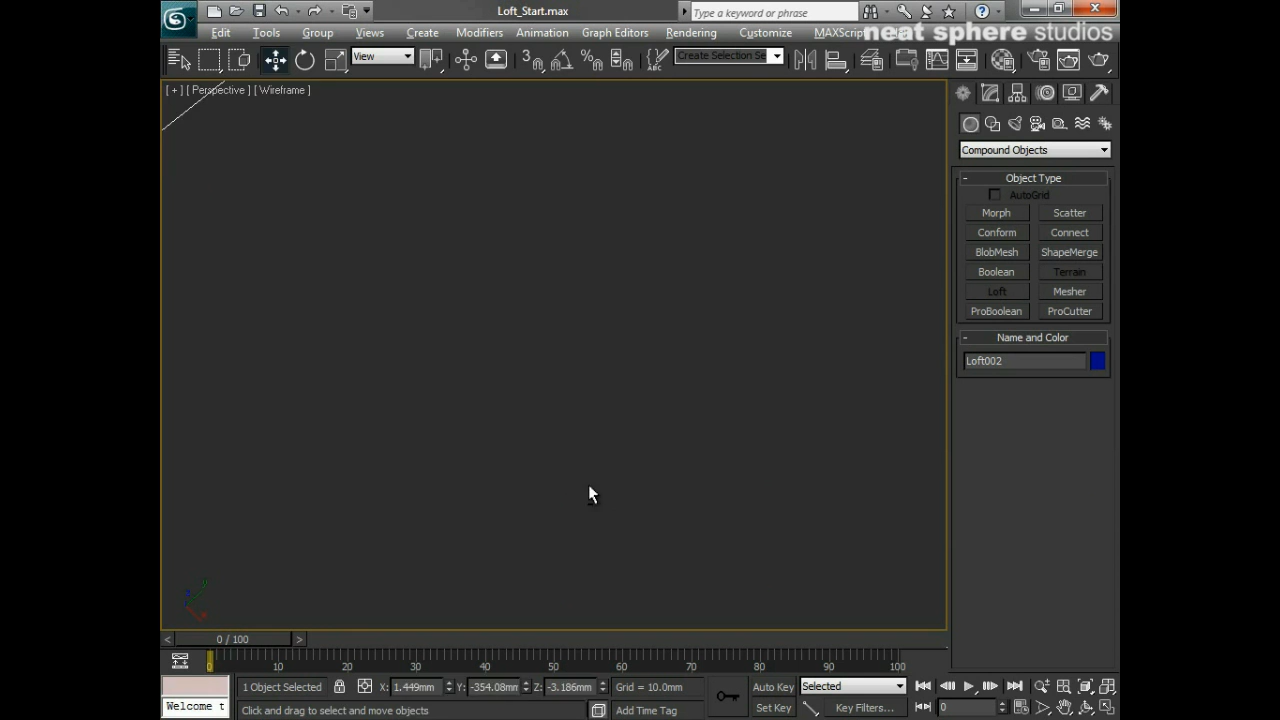 Loft_Start.max
Type a keyword or phrase
Edit Tools Group Views Create Modifiers Animation Graph Editors Rendering Customize MAXScrip
neat sphere studios
View
Create Selection Se
[ + ] [ Perspective ] [ Wireframe ]
Compound Objects
Object Type
AutoGrid
Morph Scatter
Conform Connect
BlobMesh ShapeMerge
Boolean Terrain
Loft Mesher
ProBoolean ProCutter
Name and Color
Loft002
< 0 / 100 >
0 10 20 30 40 50 60 70 80 90 100
1 Object Selected X: 1.449mm Y: -354.08mm Z: -3.186mm Grid = 10.0mm Auto Key Selected
Welcome t Click and drag to select and move objects Add Time Tag Set Key Key Filters... 0